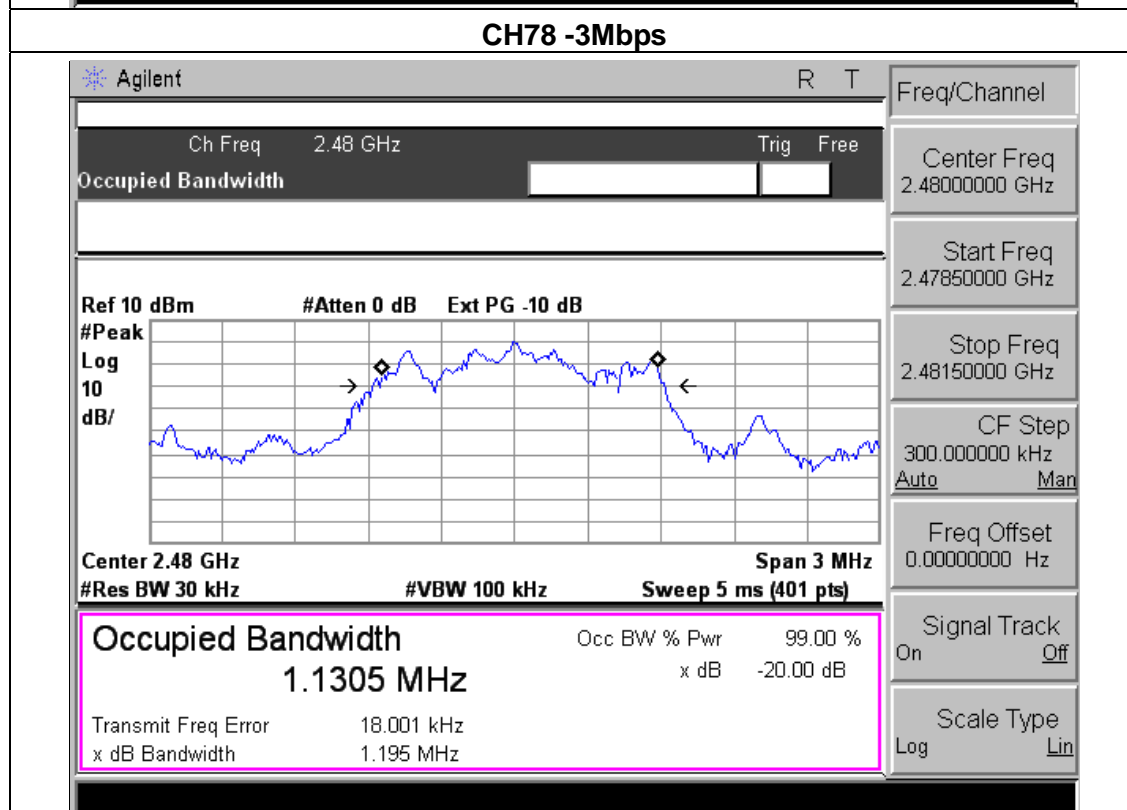 CH78 -3Mbps
Agilent R T
Ch Freq 2.48 GHz Trig Free
Occupied Bandwidth
Ref 10 dBm #Atten 0 dB Ext PG -10 dB
#Peak
Log
10
dB/
Center 2.48 GHz Span 3 MHz
#Res BW 30 kHz #VBW 100 kHz Sweep 5 ms (401 pts)
Occupied Bandwidth
1.1305 MHz
Occ BW % Pwr 99.00 %
x dB -20.00 dB
Transmit Freq Error 18.001 kHz
x dB Bandwidth 1.195 MHz
Freq/Channel
Center Freq
2.48000000 GHz
Start Freq
2.47850000 GHz
Stop Freq
2.48150000 GHz
CF Step
300.000000 kHz
Auto Man
Freq Offset
0.00000000 Hz
Signal Track
On Off
Scale Type
Log Lin